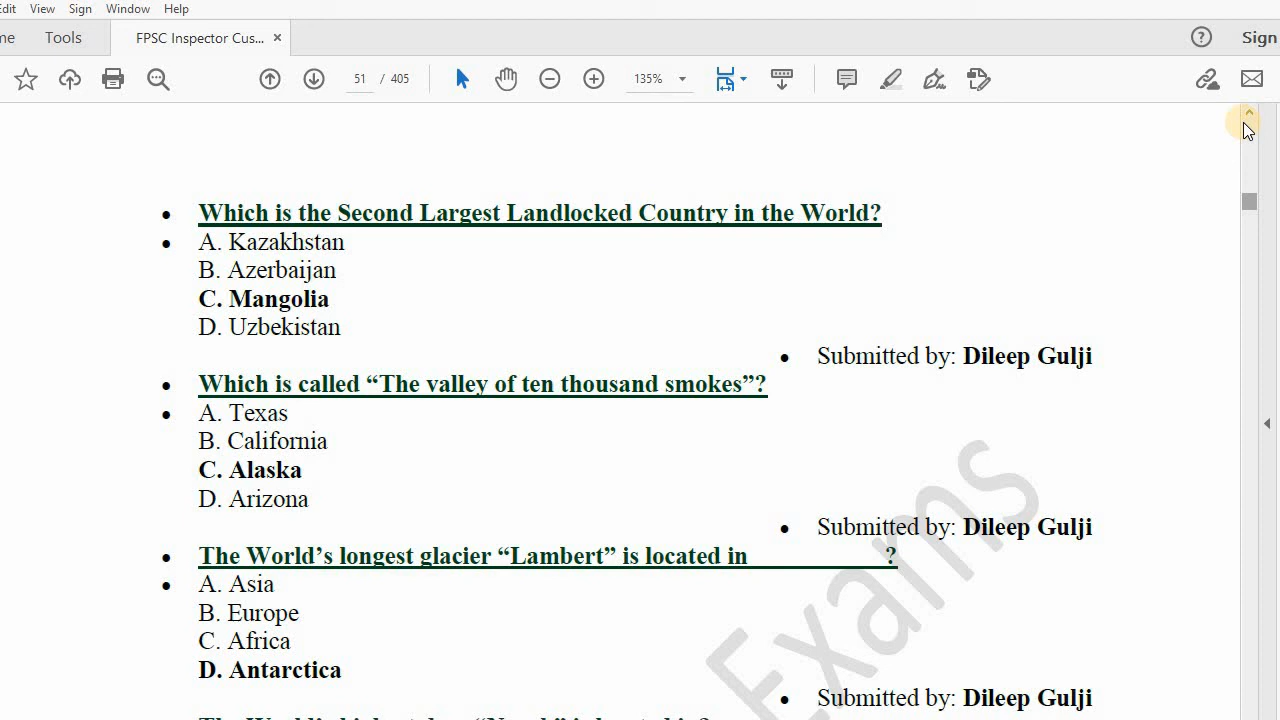 Edit View Sign Window Help
Tools FPSC Inspector Cus... × Sign
51 / 405 135%
• Which is the Second Largest Landlocked Country in the World?
• A. Kazakhstan
B. Azerbaijan
C. Mangolia
D. Uzbekistan
• Submitted by: Dileep Gulji
• Which is called “The valley of ten thousand smokes”?
• A. Texas
B. California
C. Alaska
D. Arizona
• Submitted by: Dileep Gulji
• The World’s longest glacier “Lambert” is located in __________?
• A. Asia
B. Europe
C. Africa
D. Antarctica
• Submitted by: Dileep Gulji
Exams